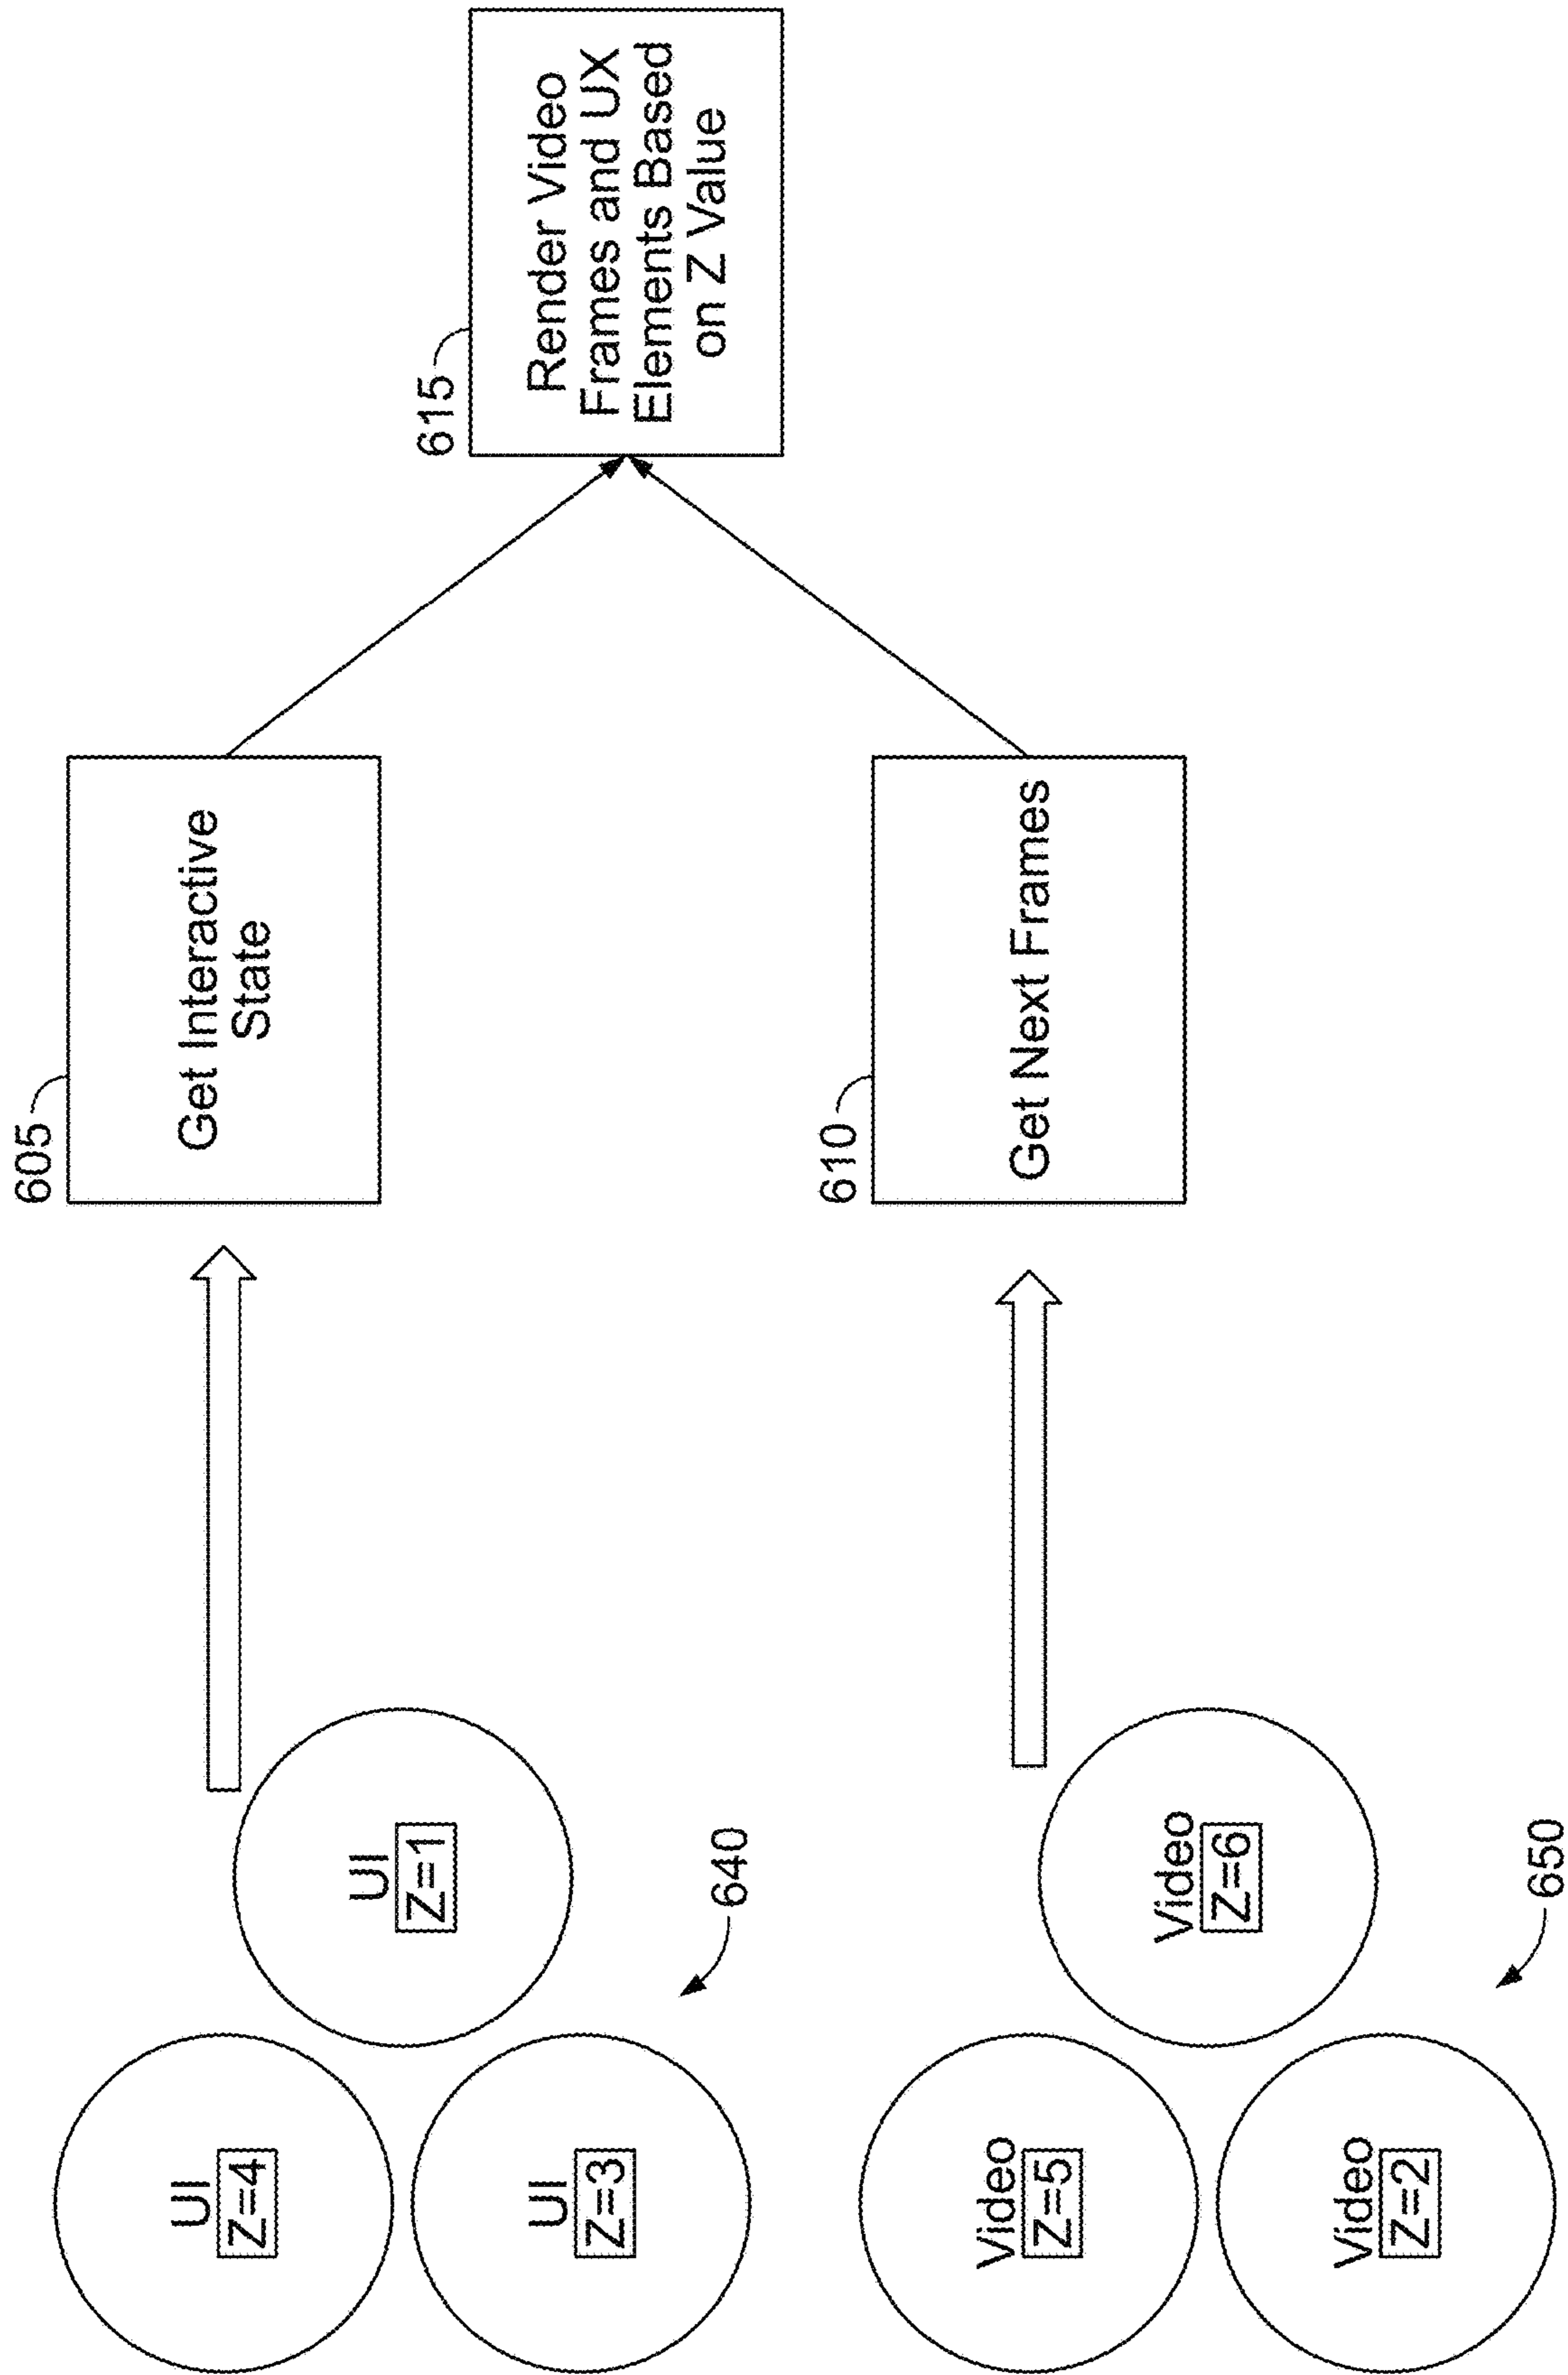 UI
Z=4
UI
Z=3
UI
Z=1
640
605
Get Interactive
State
Video
Z=5
Video
Z=2
Video
Z=6
650
610
Get Next Frames
615
Render Video
Frames and UX
Elements Based
on Z Value